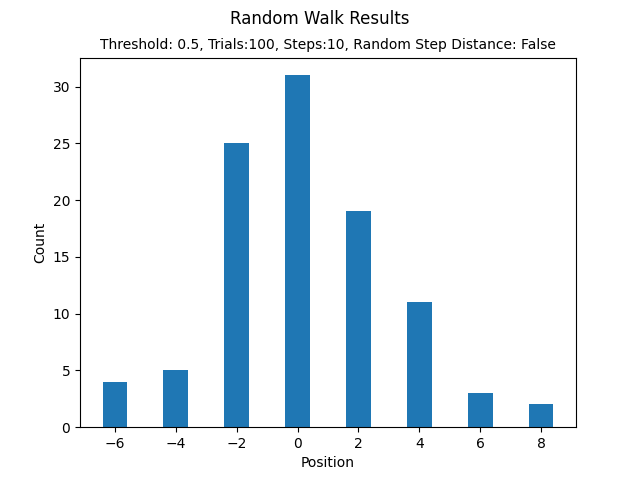 Random Walk Results
Threshold: 0.5, Trials:100, Steps:10, Random Step Distance: False
30
25
20
15
10
5
0
Count
−6 −4 −2 0 2 4 6 8
Position